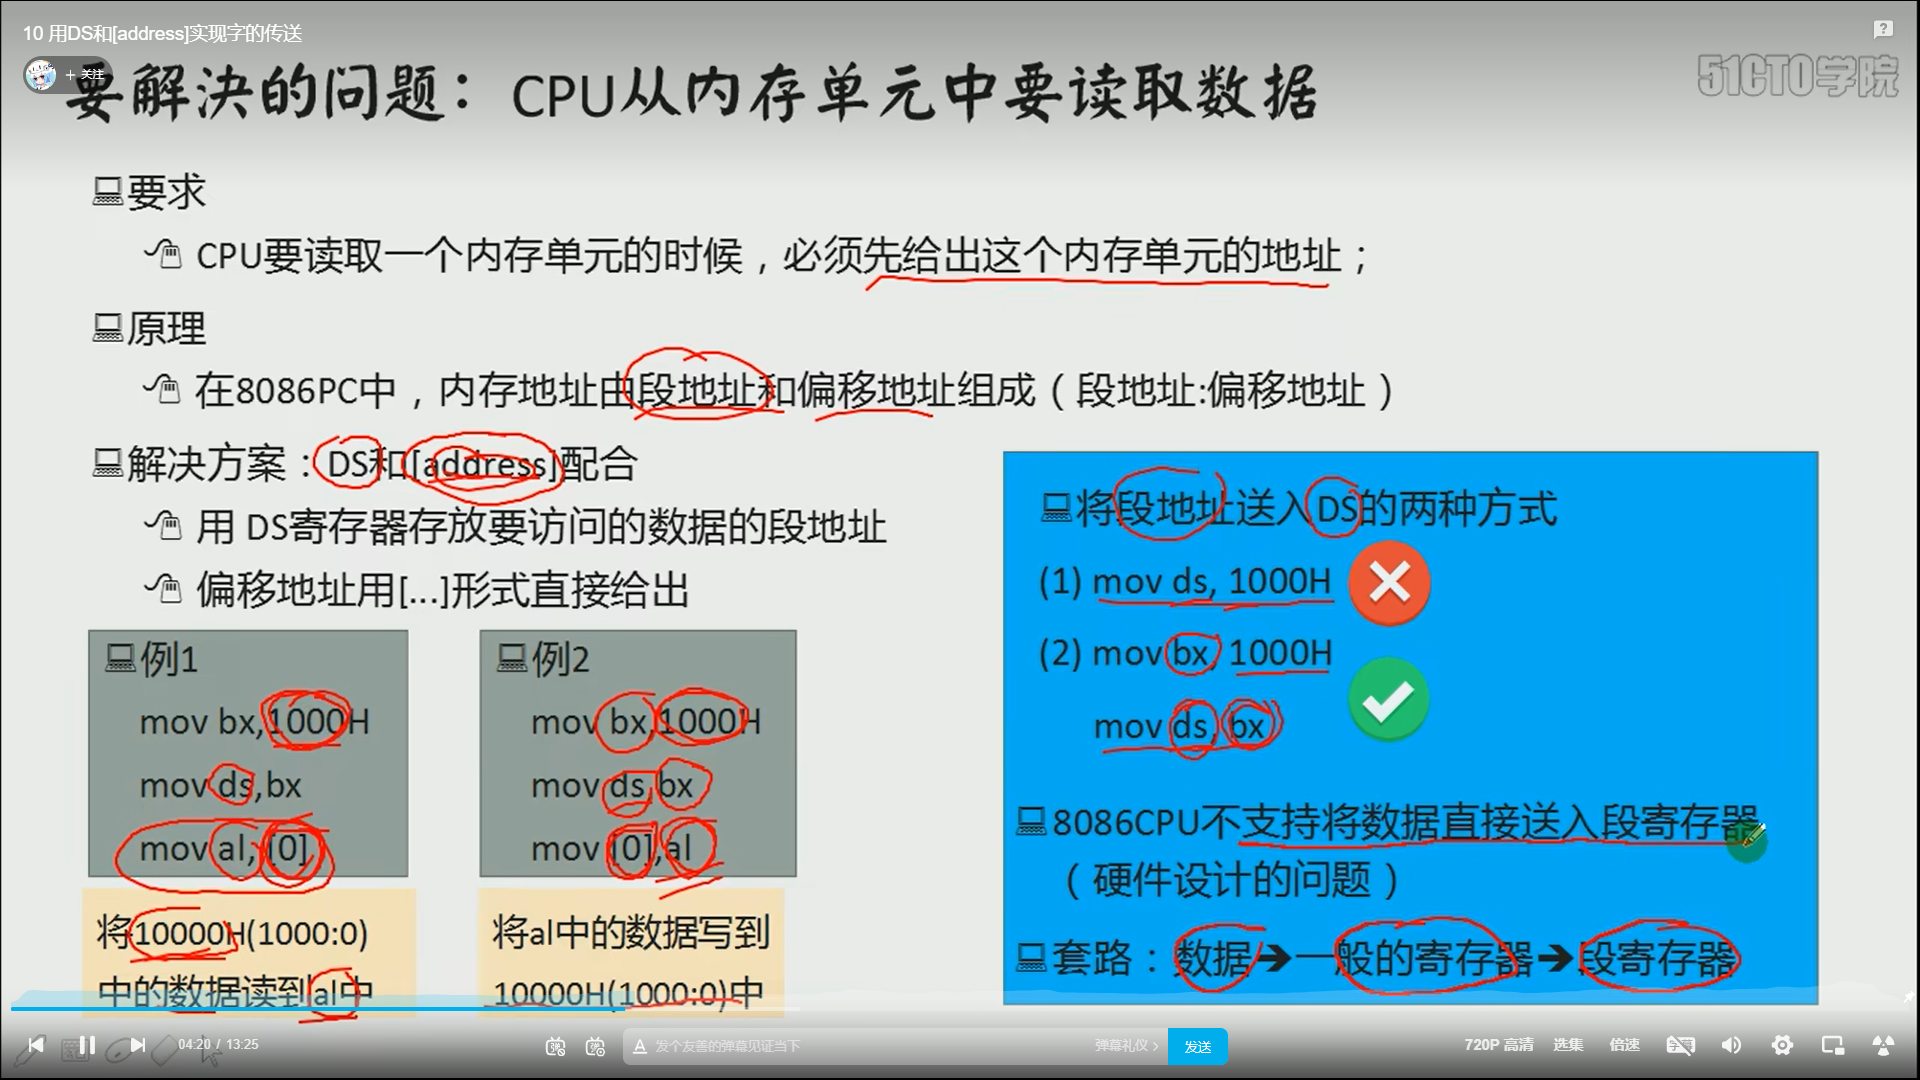 10 用DS和[address]实现字的传送
+ 关注
要解决的问题：CPU从内存单元中要读取数据
51CTO学院
要求
CPU要读取一个内存单元的时候，必须先给出这个内存单元的地址；
原理
在8086PC中，内存地址由段地址和偏移地址组成（段地址:偏移地址）
解决方案：DS和[address]配合
用 DS寄存器存放要访问的数据的段地址
偏移地址用[...]形式直接给出
例1
mov bx,1000H
mov ds,bx
mov al, [0]
将10000H(1000:0)
中的数据读到al中
例2
mov bx,1000H
mov ds,bx
mov [0],al
将al中的数据写到
10000H(1000:0)中
将段地址送入DS的两种方式
(1) mov ds, 1000H
(2) mov bx, 1000H
mov ds, bx
8086CPU不支持将数据直接送入段寄存器
（硬件设计的问题）
套路：数据➔一般的寄存器➔段寄存器
04:20 / 13:25
发个友善的弹幕见证当下
弹幕礼仪 >
发送
720P 高清
选集
倍速